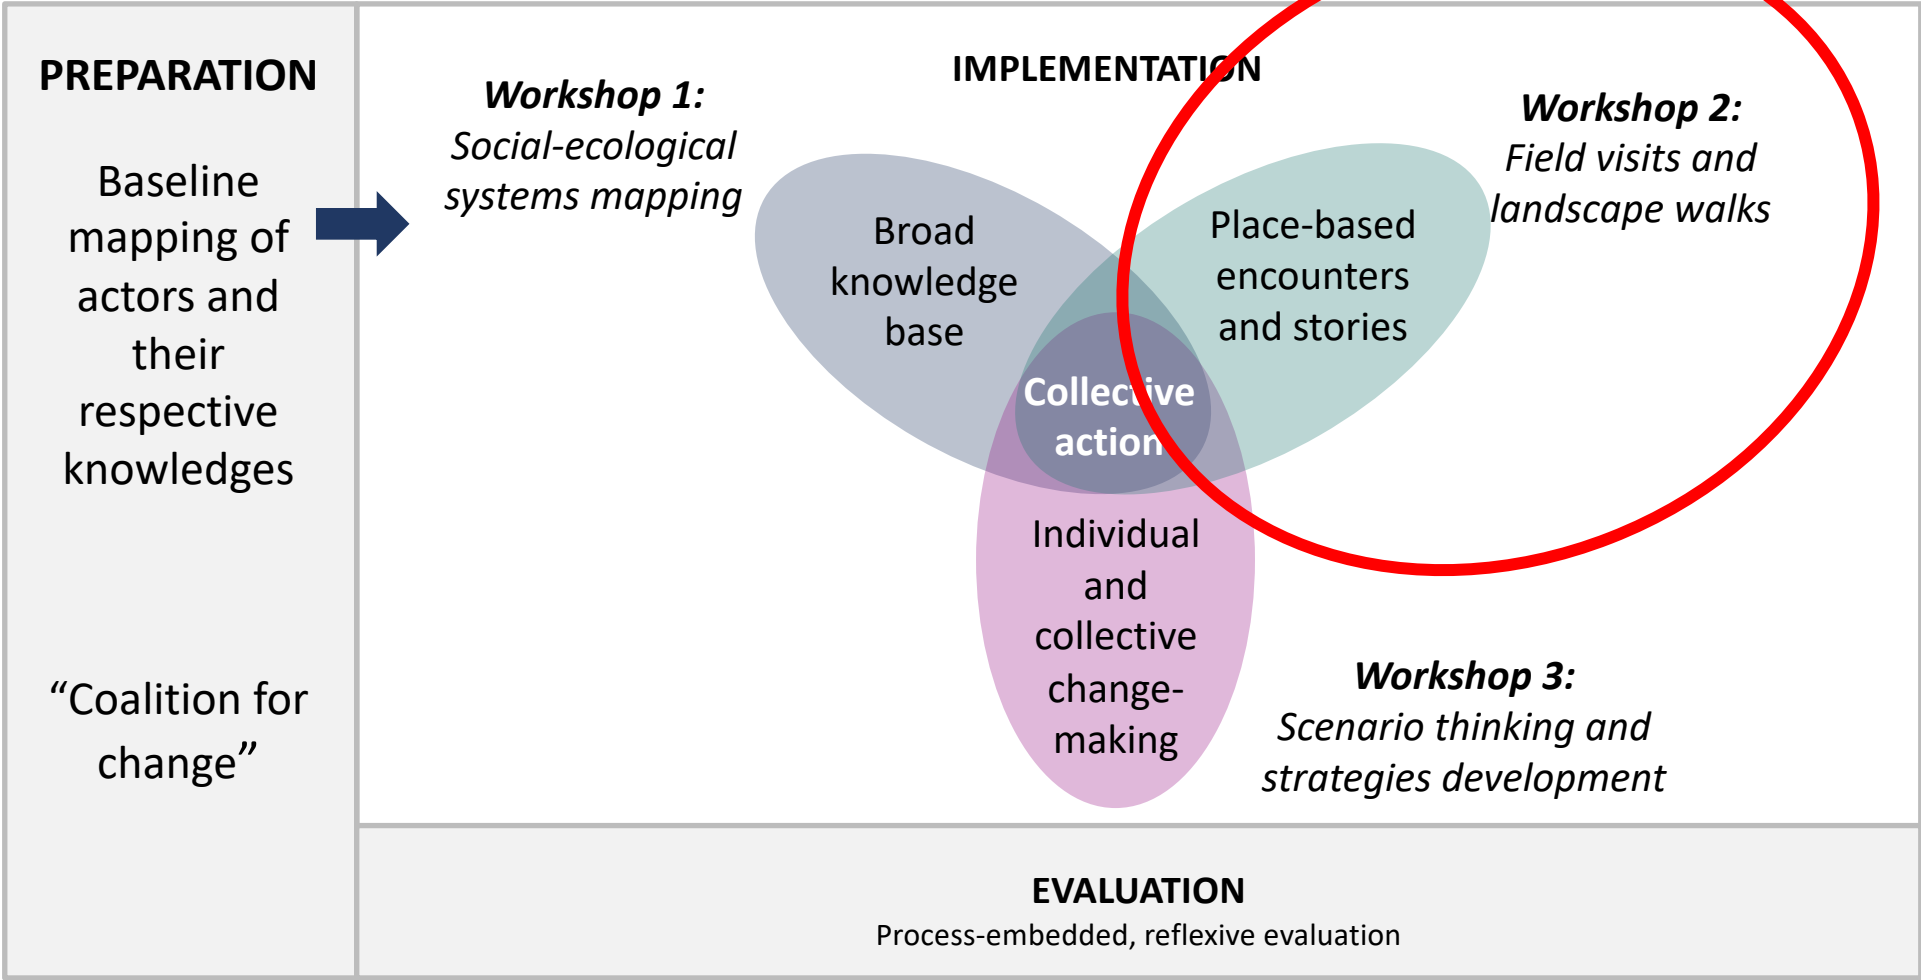 PREPARATION
Baseline
mapping of
actors and
their
respective
knowledges
“Coalition for
change”
IMPLEMENTATION
Workshop 1:
Social-ecological
systems mapping
Workshop 2:
Field visits and
landscape walks
Broad
knowledge
base
Place-based
encounters
and stories
Collective
action
Individual
and
collective
change-
making
Workshop 3:
Scenario thinking and
strategies development
EVALUATION
Process-embedded, reflexive evaluation